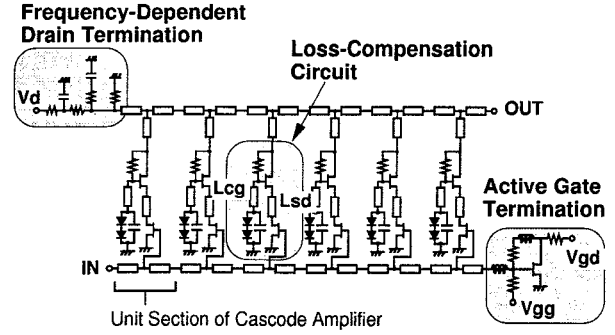 Frequency-Dependent
Drain Termination
Loss-Compensation
Circuit
Vd
OUT
Lcg
Lsd
Active Gate
Termination
IN
Vgd
Vgg
Unit Section of Cascode Amplifier